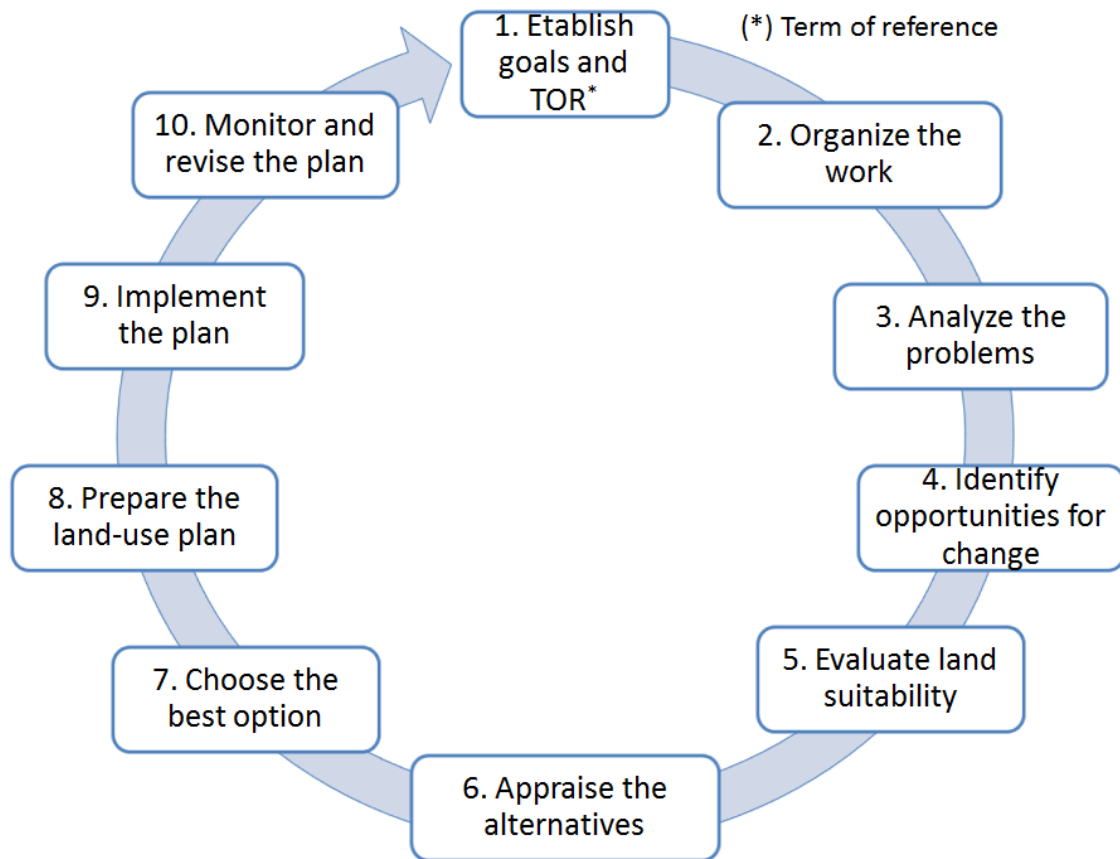 1. Etablish
goals and
TOR*
(*) Term of reference
2. Organize the
work
3. Analyze the
problems
4. Identify
opportunities for
change
5. Evaluate land
suitability
6. Appraise the
alternatives
7. Choose the
best option
8. Prepare the
land-use plan
9. Implement
the plan
10. Monitor and
revise the plan